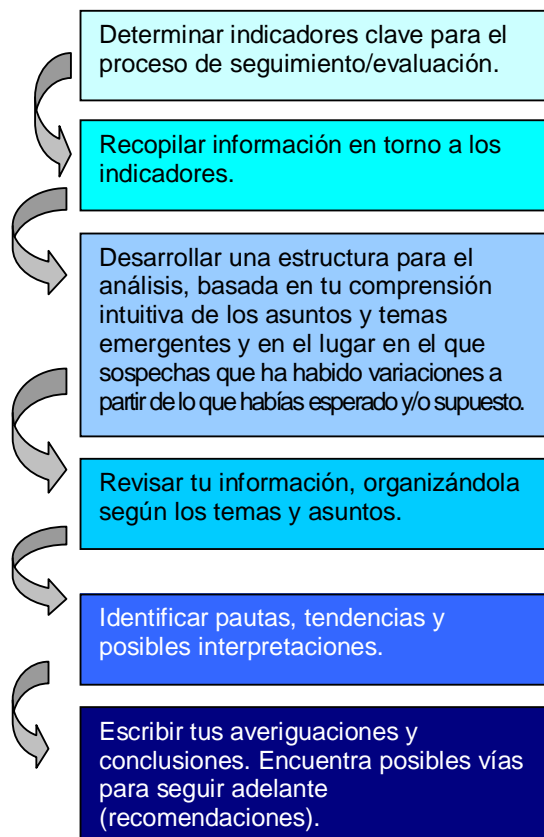 Determinar indicadores clave para el
proceso de seguimiento/evaluación.
Recopilar información en torno a los
indicadores.
Desarrollar una estructura para el
análisis, basada en tu comprensión
intuitiva de los asuntos y temas
emergentes y en el lugar en el que
sospechas que ha habido variaciones a
partir de lo que habías esperado y/o supuesto.
Revisar tu información, organizándola
según los temas y asuntos.
Identificar pautas, tendencias y
posibles interpretaciones.
Escribir tus averiguaciones y
conclusiones. Encuentra posibles vías
para seguir adelante
(recomendaciones).